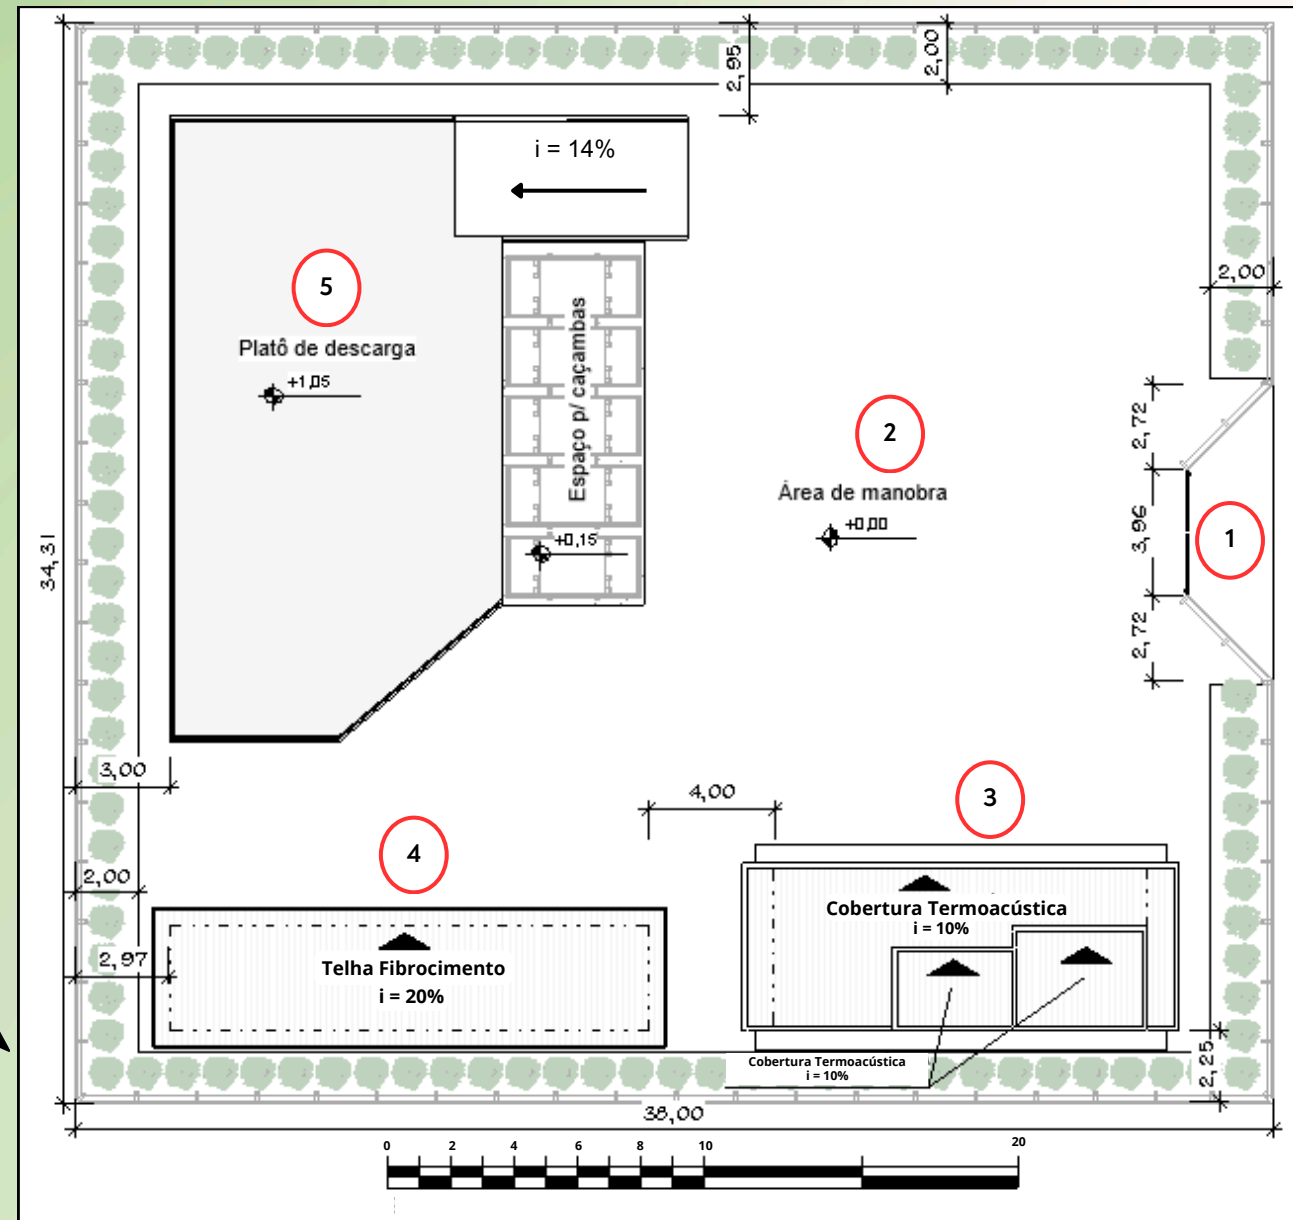 2,95
2,00
i = 14%
5
Platô de descarga
+1,05
Espaço p/ caçambas
+0,15
2
Área de manobra
+0,00
2,00
2,72
3,96
2,72
1
34,31
3,00
4,00
3
4
2,00
2,97
Telha Fibrocimento
i = 20%
Cobertura Termoacústica
i = 10%
Cobertura Termoacústica
i = 10%
2,25
38,00
0 2 4 6 8 10 20